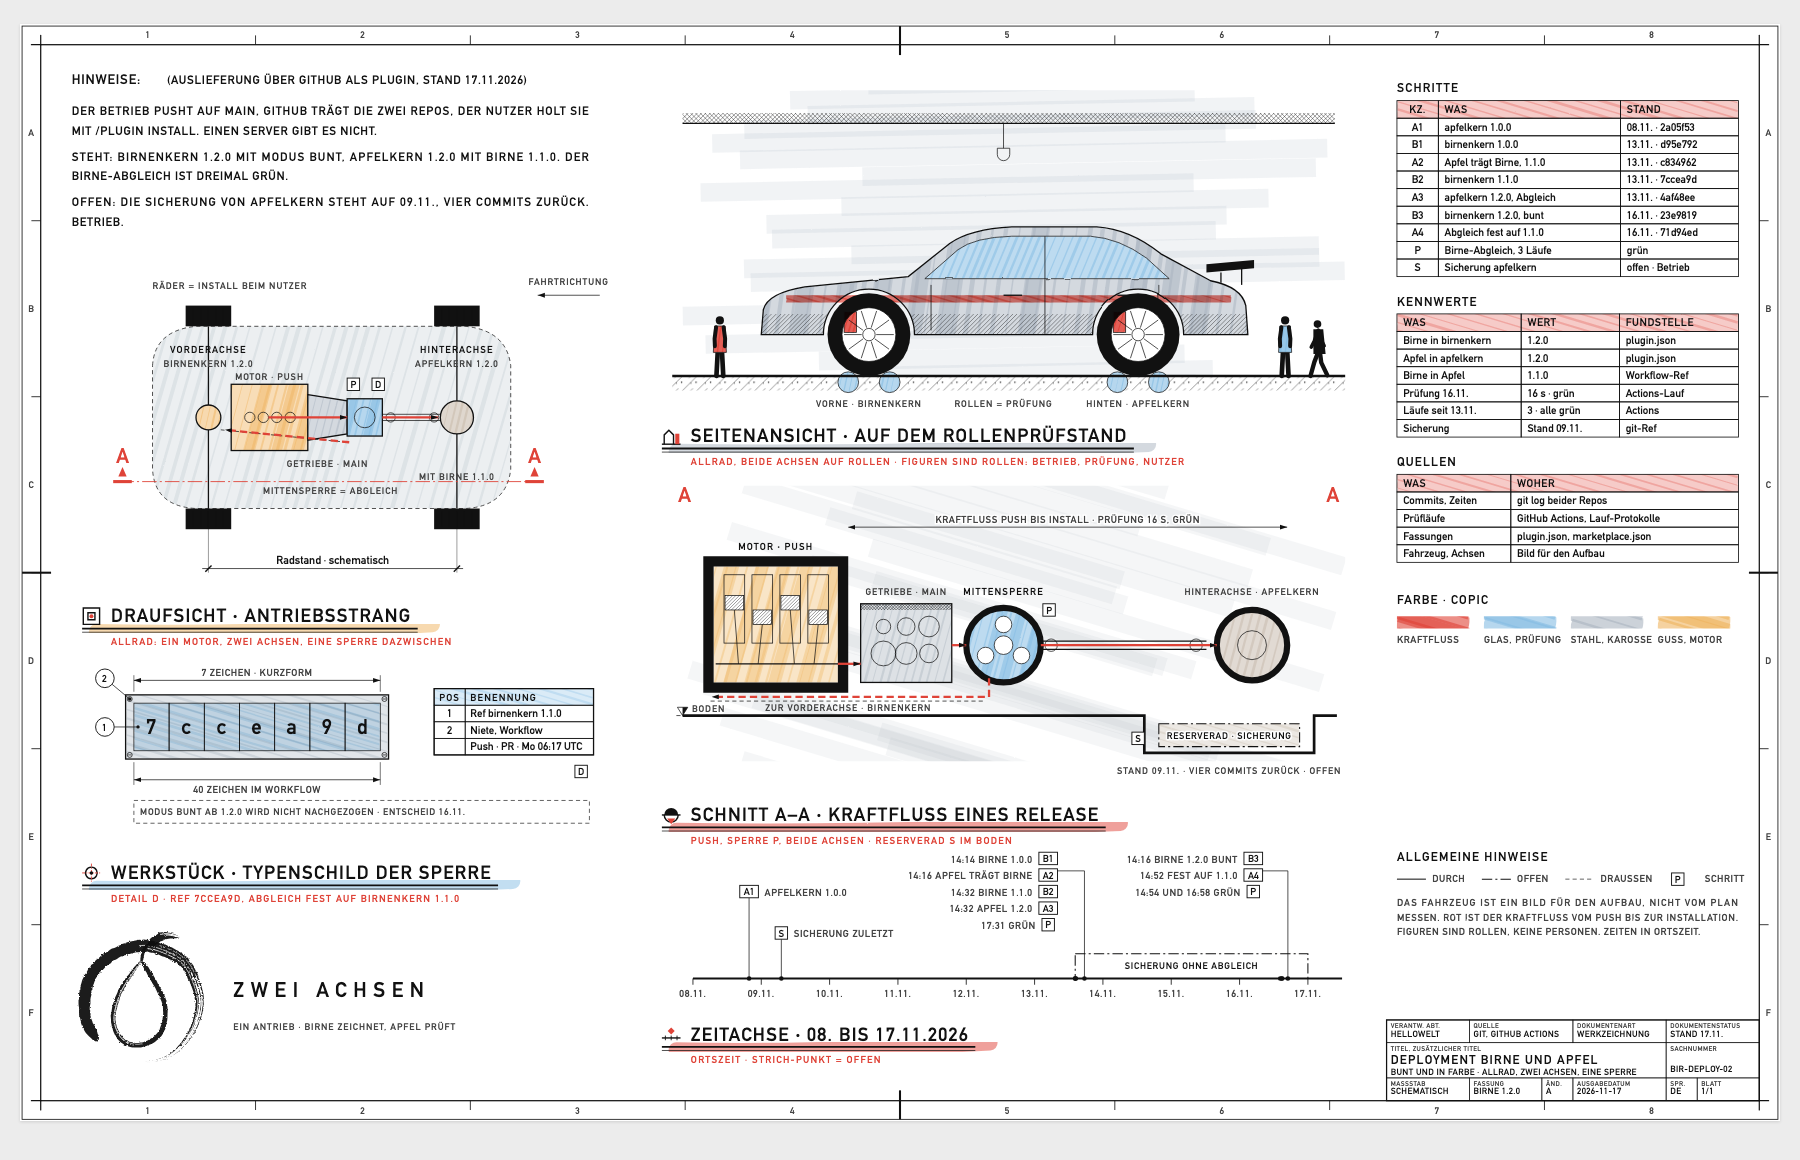 1 2 3 4 5 6 7 8
A
B
C
D
E
F
HINWEISE: (AUSLIEFERUNG ÜBER GITHUB ALS PLUGIN, STAND 17.11.2026)
DER BETRIEB PUSHT AUF MAIN, GITHUB TRÄGT DIE ZWEI REPOS, DER NUTZER HOLT SIE
MIT /PLUGIN INSTALL. EINEN SERVER GIBT ES NICHT.
STEHT: BIRNENKERN 1.2.0 MIT MODUS BUNT, APFELKERN 1.2.0 MIT BIRNE 1.1.0. DER
BIRNE-ABGLEICH IST DREIMAL GRÜN.
OFFEN: DIE SICHERUNG VON APFELKERN STEHT AUF 09.11., VIER COMMITS ZURÜCK.
BETRIEB.
RÄDER = INSTALL BEIM NUTZER
FAHRTRICHTUNG
VORDERACHSE
BIRNENKERN 1.2.0
HINTERACHSE
APFELKERN 1.2.0
MOTOR · PUSH
P D
GETRIEBE · MAIN
MIT BIRNE 1.1.0
MITTENSPERRE = ABGLEICH
A A
Radstand · schematisch
DRAUFSICHT · ANTRIEBSSTRANG
ALLRAD: EIN MOTOR, ZWEI ACHSEN, EINE SPERRE DAZWISCHEN
7 ZEICHEN · KURZFORM
2
1
7 c c e a 9 d
40 ZEICHEN IM WORKFLOW
POS BENENNUNG
1 Ref birnenkern 1.1.0
2 Niete, Workflow
Push · PR · Mo 06:17 UTC
D
MODUS BUNT AB 1.2.0 WIRD NICHT NACHGEZOGEN · ENTSCHEID 16.11.
WERKSTÜCK · TYPENSCHILD DER SPERRE
DETAIL D · REF 7CCEA9D, ABGLEICH FEST AUF BIRNENKERN 1.1.0
ZWEI ACHSEN
EIN ANTRIEB · BIRNE ZEICHNET, APFEL PRÜFT
VORNE · BIRNENKERN
ROLLEN = PRÜFUNG
HINTEN · APFELKERN
SEITENANSICHT · AUF DEM ROLLENPRÜFSTAND
ALLRAD, BEIDE ACHSEN AUF ROLLEN · FIGUREN SIND ROLLEN: BETRIEB, PRÜFUNG, NUTZER
A A
KRAFTFLUSS PUSH BIS INSTALL · PRÜFUNG 16 S, GRÜN
MOTOR · PUSH
GETRIEBE · MAIN
MITTENSPERRE
P
HINTERACHSE · APFELKERN
BODEN
ZUR VORDERACHSE · BIRNENKERN
S
RESERVERAD · SICHERUNG
STAND 09.11. · VIER COMMITS ZURÜCK · OFFEN
SCHNITT A–A · KRAFTFLUSS EINES RELEASE
PUSH, SPERRE P, BEIDE ACHSEN · RESERVERAD S IM BODEN
14:14 BIRNE 1.0.0 B1
14:16 APFEL TRÄGT BIRNE A2
14:32 BIRNE 1.1.0 B2
14:32 APFEL 1.2.0 A3
17:31 GRÜN P
14:16 BIRNE 1.2.0 BUNT B3
14:52 FEST AUF 1.1.0 A4
14:54 UND 16:58 GRÜN P
A1 APFELKERN 1.0.0
S SICHERUNG ZULETZT
SICHERUNG OHNE ABGLEICH
08.11. 09.11. 10.11. 11.11. 12.11. 13.11. 14.11. 15.11. 16.11. 17.11.
ZEITACHSE · 08. BIS 17.11.2026
ORTSZEIT · STRICH-PUNKT = OFFEN
SCHRITTE
KZ. WAS STAND
A1 apfelkern 1.0.0 08.11. · 2a05f53
B1 birnenkern 1.0.0 13.11. · d95e792
A2 Apfel trägt Birne, 1.1.0 13.11. · c834962
B2 birnenkern 1.1.0 13.11. · 7ccea9d
A3 apfelkern 1.2.0, Abgleich 13.11. · 4af48ee
B3 birnenkern 1.2.0, bunt 16.11. · 23e9819
A4 Abgleich fest auf 1.1.0 16.11. · 71d94ed
P Birne-Abgleich, 3 Läufe grün
S Sicherung apfelkern offen · Betrieb
KENNWERTE
WAS WERT FUNDSTELLE
Birne in birnenkern 1.2.0 plugin.json
Apfel in apfelkern 1.2.0 plugin.json
Birne in Apfel 1.1.0 Workflow-Ref
Prüfung 16.11. 16 s · grün Actions-Lauf
Läufe seit 13.11. 3 · alle grün Actions
Sicherung Stand 09.11. git-Ref
QUELLEN
WAS WOHER
Commits, Zeiten git log beider Repos
Prüfläufe GitHub Actions, Lauf-Protokolle
Fassungen plugin.json, marketplace.json
Fahrzeug, Achsen Bild für den Aufbau
FARBE · COPIC
KRAFTFLUSS GLAS, PRÜFUNG STAHL, KAROSSE GUSS, MOTOR
ALLGEMEINE HINWEISE
DURCH OFFEN DRAUSSEN P SCHRITT
DAS FAHRZEUG IST EIN BILD FÜR DEN AUFBAU, NICHT VOM PLAN
MESSEN. ROT IST DER KRAFTFLUSS VOM PUSH BIS ZUR INSTALLATION.
FIGUREN SIND ROLLEN, KEINE PERSONEN. ZEITEN IN ORTSZEIT.
VERANTW. ABT. QUELLE DOKUMENTENART DOKUMENTENSTATUS
HELLOWELT GIT, GITHUB ACTIONS WERKZEICHNUNG STAND 17.11.
TITEL, ZUSÄTZLICHER TITEL SACHNUMMER
DEPLOYMENT BIRNE UND APFEL
BUNT UND IN FARBE · ALLRAD, ZWEI ACHSEN, EINE SPERRE BIR-DEPLOY-02
MASSSTAB FASSUNG ÄND. AUSGABEDATUM SPR. BLATT
SCHEMATISCH BIRNE 1.2.0 A 2026-11-17 DE 1/1
A
B
C
D
E
F
1 2 3 4 5 6 7 8